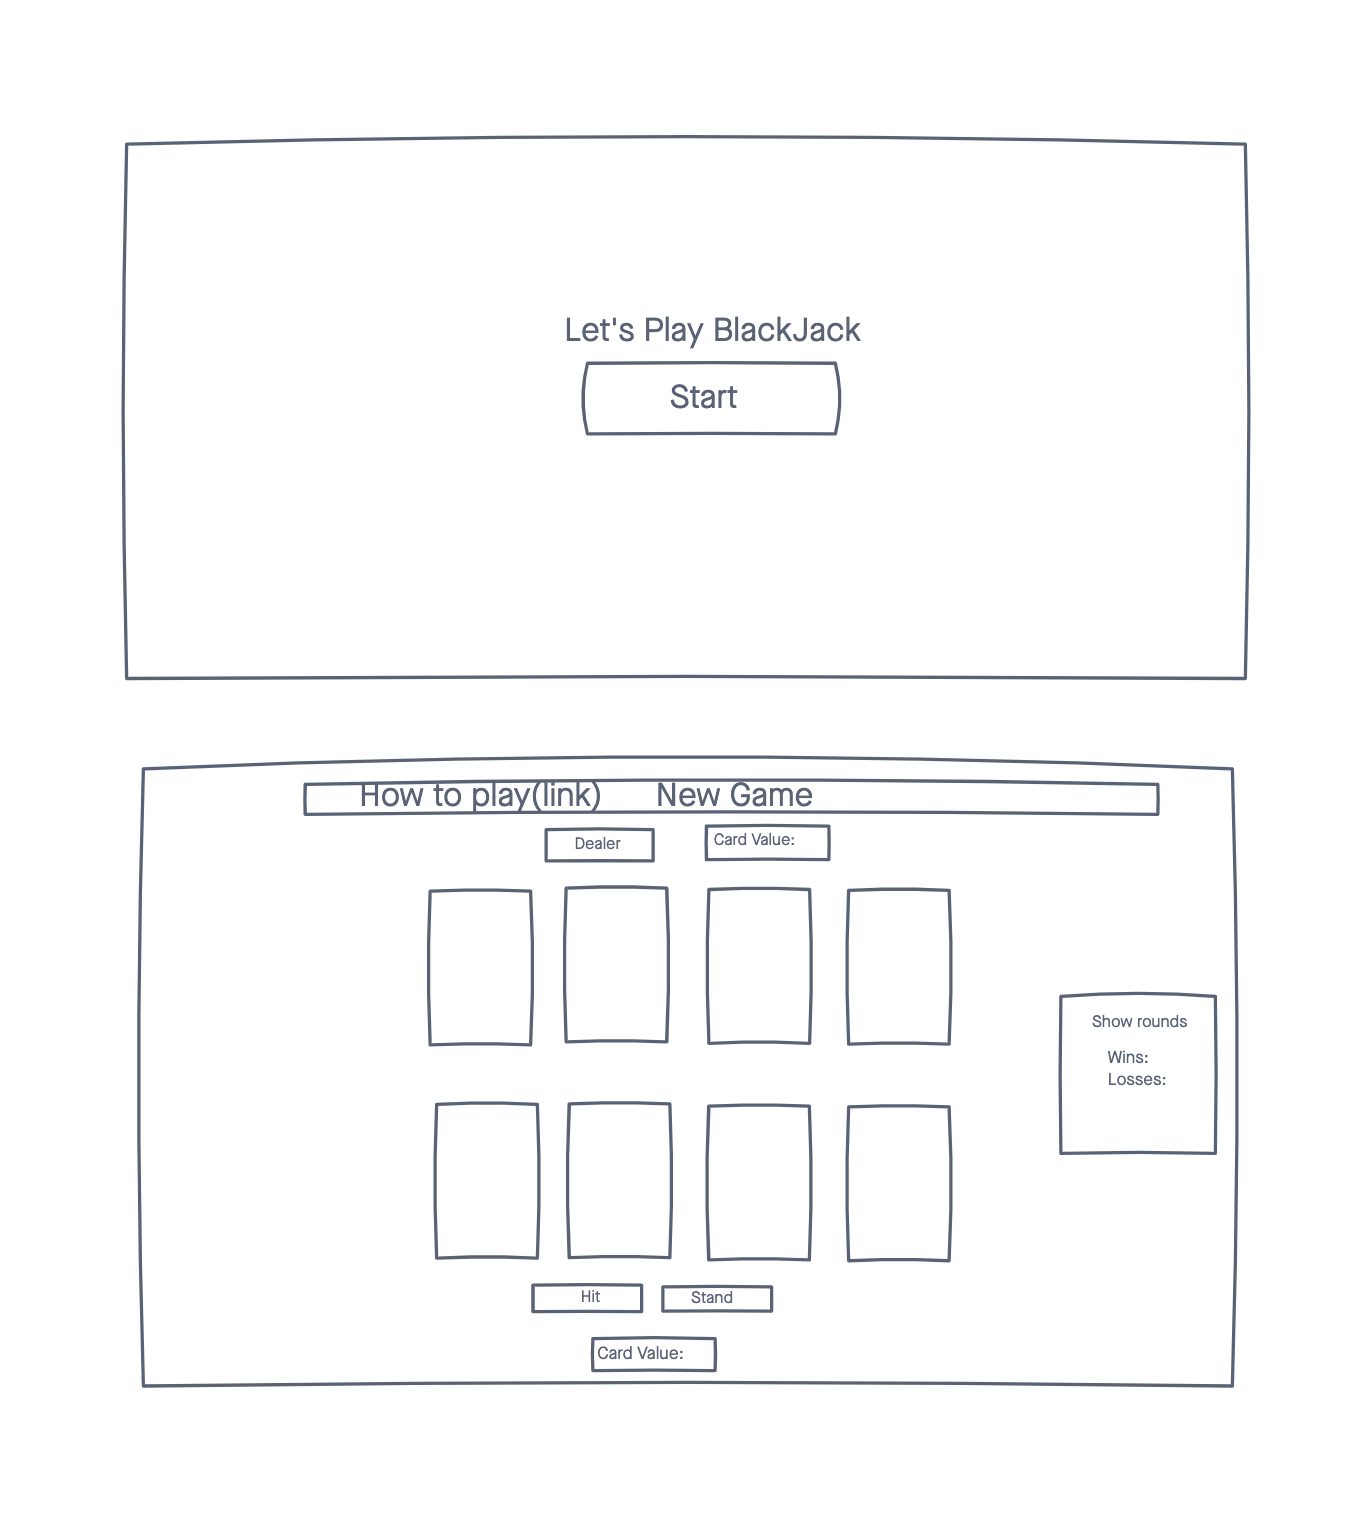 Let's Play BlackJack
Start
How to play(link) New Game
Dealer Card Value:
Show rounds
Wins:
Losses:
Hit Stand
Card Value: